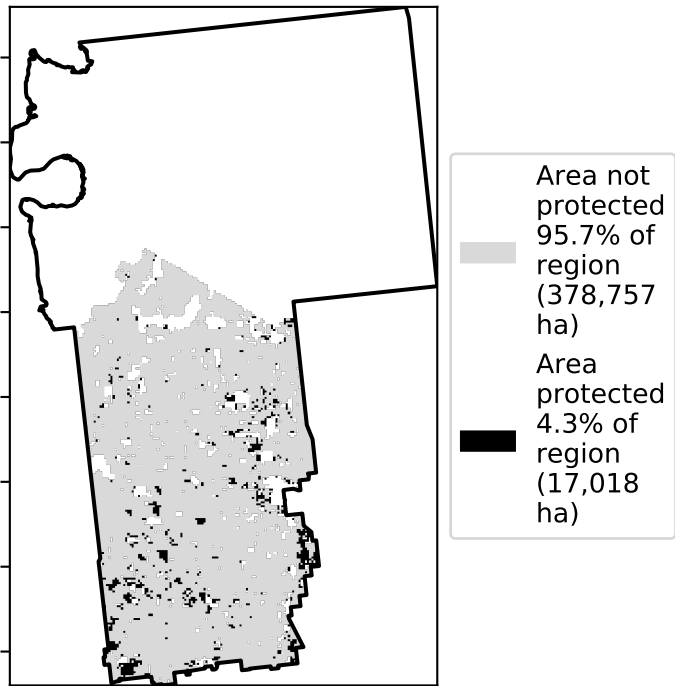 Area not
protected
95.7% of
region
(378,757
ha)
Area
protected
4.3% of
region
(17,018
ha)